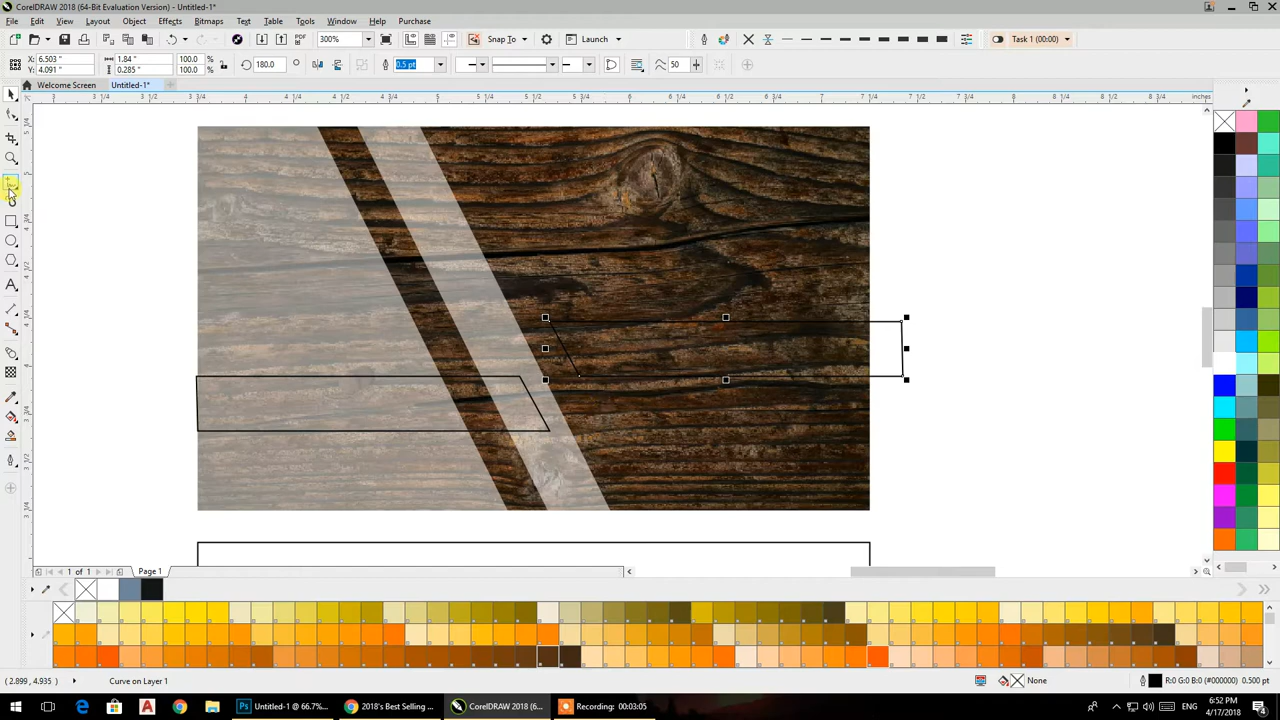 CorelDRAW 2018 (64-Bit Evaluation Version) - Untitled-1*
File Edit View Layout Object Effects Bitmaps Text Table Tools Window Help Purchase
300% PDF Snap To Launch Task 1 (00:00)
X: 6.503 " 1.84 " 100.0 % 180.0 ° 0.5 pt 50
Y: 4.091 " 0.285 " 100.0 %
Welcome Screen Untitled-1*
inches
1 of 1 Page 1
(2.899, 4.935) Curve on Layer 1 None R:0 G:0 B:0 (#000000) 0.500 pt
Untitled-1 @ 66.7%... 2018's Best Selling ... CorelDRAW 2018 (6... Recording: 00:03:05 6:52 PM
4/17/2018